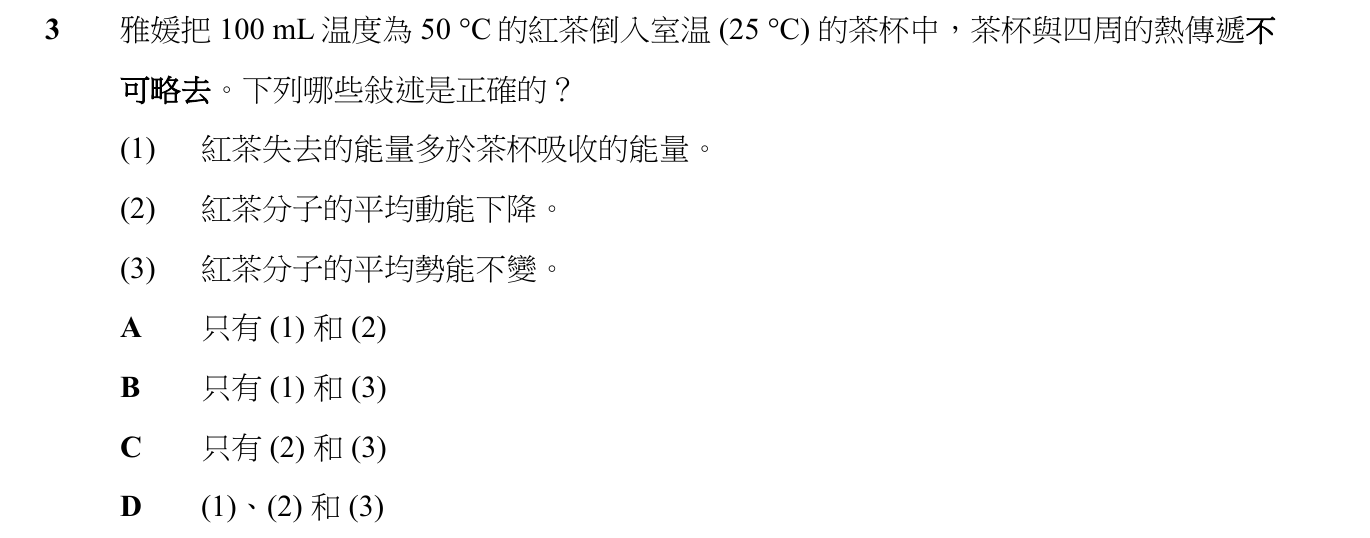 3 雅媛把 100 mL 温度為 50 °C 的紅茶倒入室温 (25 °C) 的茶杯中，茶杯與四周的熱傳遞不
可略去。下列哪些敍述是正確的？
(1) 紅茶失去的能量多於茶杯吸收的能量。
(2) 紅茶分子的平均動能下降。
(3) 紅茶分子的平均勢能不變。
A 只有 (1) 和 (2)
B 只有 (1) 和 (3)
C 只有 (2) 和 (3)
D (1)、(2) 和 (3)